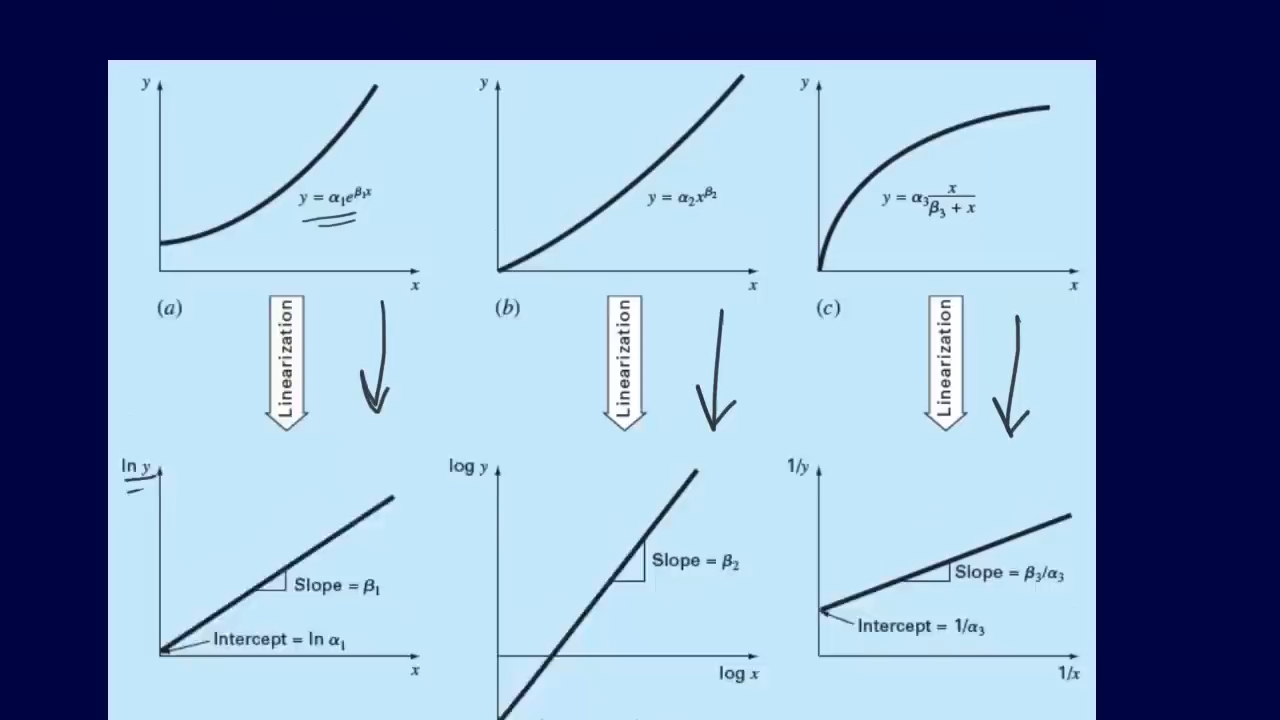 y
y = α₁e^β₁x
x
(a)
Linearization
y
y = α₂x^β₂
x
(b)
Linearization
y
y = α₃ x / (β₃ + x)
x
(c)
Linearization
ln y
Slope = β₁
Intercept = ln α₁
x
log y
Slope = β₂
log x
1/y
Slope = β₃/α₃
Intercept = 1/α₃
1/x